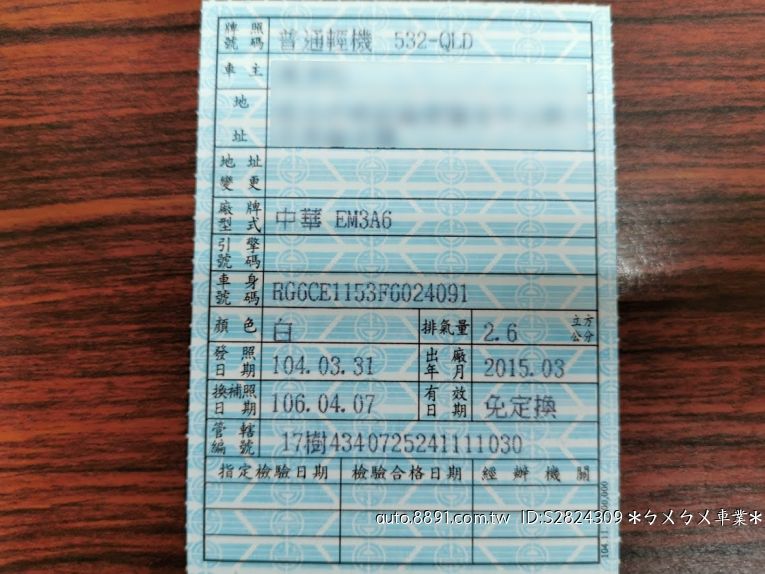 牌照號碼 普通輕機 532-QLD
車主
地址
地址變更
廠牌型式 中華 EM3A6
引擎號碼
車身號碼 RG6CE1153FG024091
顏色 白 排氣量 2.6 立方公分
發照日期 104.03.31 出廠年月 2015.03
換補照日期 106.04.07 有效日期 免定換
管轄編號 17樹4340725241111030
指定檢驗日期 檢驗合格日期 經辦機關
auto.8891.com.tw ID:S2824309 *ㄅㄨㄅㄨ車業*